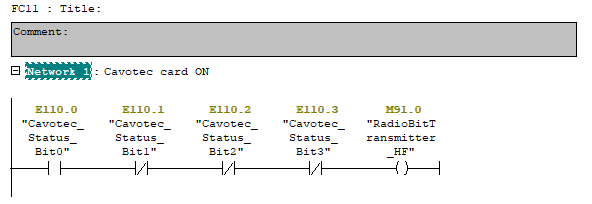 FC11 : Title:
Comment:
Network 1: Cavotec card ON
E110.0 E110.1 E110.2 E110.3 M91.0
"Cavotec_ "Cavotec_ "Cavotec_ "Cavotec_ "RadioBitT
Status_ Status_ Status_ Status_ ransmitter
Bit0" Bit1" Bit2" Bit3" _HF"